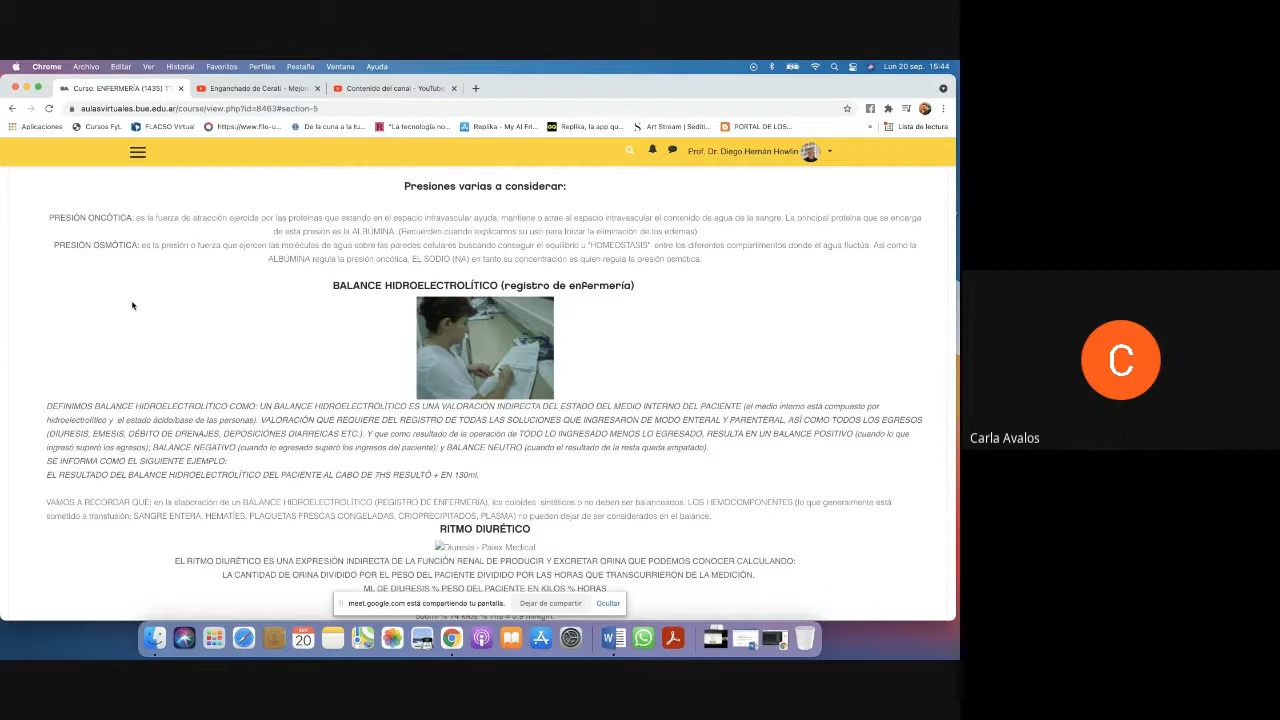 Chrome Archivo Editar Ver Historial Favoritos Perfiles Pestaña Ventana Ayuda Lun 20 sep. 15:44
Curso: ENFERMERÍA (1435) T Enganchado de Cerati - Mejor Contenido del canal - YouTube
aulasvirtuales.bue.edu.ar/course/view.php?id=8463#section-5
Aplicaciones Cursos FyL FLACSO Virtual https://www.filo-u... De la cuna a la tu... "La tecnología no... Replika - My AI Fri... Replika, la app qu... Art Stream | Sediti... PORTAL DE LOS... » Lista de lectura
Prof. Dr. Diego Hernán Howlin
Presiones varias a considerar:
PRESIÓN ONCÓTICA: es la fuerza de atracción ejercida por las proteínas que estando en el espacio intravascular ayuda, mantiene o atrae al espacio intravascular el contenido de agua de la sangre. La principal proteína que se encarga
de esta presión es la ALBÚMINA. (Recuerden cuando explicamos su uso para forzar la eliminación de los edemas)
PRESIÓN OSMÓTICA: es la presión o fuerza que ejercen las moléculas de agua sobre las paredes celulares buscando conseguir el equilibrio u "HOMEOSTASIS" entre los diferentes compartimentos donde el agua fluctúa. Así como la
ALBÚMINA regula la presión oncótica, EL SODIO (NA) en tanto su concentración es quien regula la presión osmótica.
BALANCE HIDROELECTROLÍTICO (registro de enfermería)
DEFINIMOS BALANCE HIDROELECTROLÍTICO COMO: UN BALANCE HIDROELECTROLÍTICO ES UNA VALORACIÓN INDIRECTA DEL ESTADO DEL MEDIO INTERNO DEL PACIENTE (el medio interno está compuesto por
hidroelectrolítico y el estado ácido/base de las personas). VALORACIÓN QUE REQUIERE DEL REGISTRO DE TODAS LAS SOLUCIONES QUE INGRESARON DE MODO ENTERAL Y PARENTERAL, ASÍ COMO TODOS LOS EGRESOS
(DIURESIS, EMESIS, DÉBITO DE DRENAJES, DEPOSICIONES DIARREICAS ETC.). Y que como resultado de la operación de TODO LO INGRESADO MENOS LO EGRESADO, RESULTA EN UN BALANCE POSITIVO (cuando lo que
ingresó superó los egresos); BALANCE NEGATIVO (cuando lo egresado superó los ingresos del paciente): y BALANCE NEUTRO (cuando el resultado de la resta queda empatado).
SE INFORMA COMO EL SIGUIENTE EJEMPLO:
EL RESULTADO DEL BALANCE HIDROELECTROLÍTICO DEL PACIENTE AL CABO DE 7HS RESULTÓ + EN 130ml.
VAMOS A RECORDAR QUE: en la elaboración de un BALANCE HIDROELECTROLÍTICO (REGISTRO DE ENFERMERÍA), los coloides sintéticos o no deben ser balanceados. LOS HEMOCOMPONENTES (lo que generalmente está
sometido a transfusión: SANGRE ENTERA, HEMATÍES, PLAQUETAS FRESCAS CONGELADAS, CRIOPRECIPITADOS, PLASMA) no pueden dejar de ser considerados en el balance.
RITMO DIURÉTICO
Diuresis - Palex Medical
EL RITMO DIURÉTICO ES UNA EXPRESIÓN INDIRECTA DE LA FUNCIÓN RENAL DE PRODUCIR Y EXCRETAR ORINA QUE PODEMOS CONOCER CALCULANDO:
LA CANTIDAD DE ORINA DIVIDIDO POR EL PESO DEL PACIENTE DIVIDIDO POR LAS HORAS QUE TRANSCURRIERON DE LA MEDICIÓN.
ML DE DIURESIS % PESO DEL PACIENTE EN KILOS % HORAS
meet.google.com está compartiendo tu pantalla. Dejar de compartir Ocultar
SEP
20
C
Carla Avalos